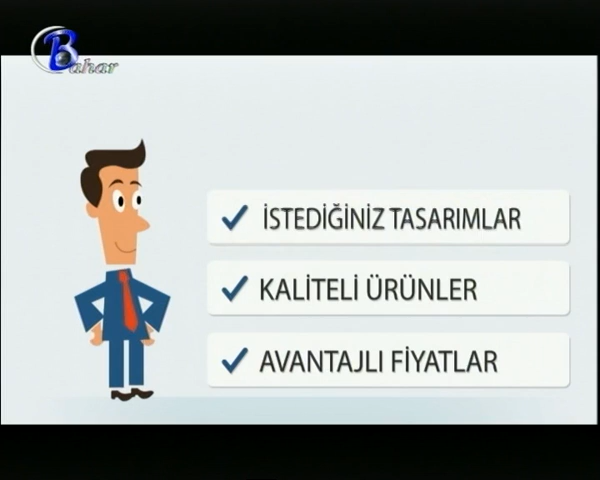 Bahar
İSTEDİĞİNİZ TASARIMLAR
KALİTELİ ÜRÜNLER
AVANTAJLI FİYATLAR